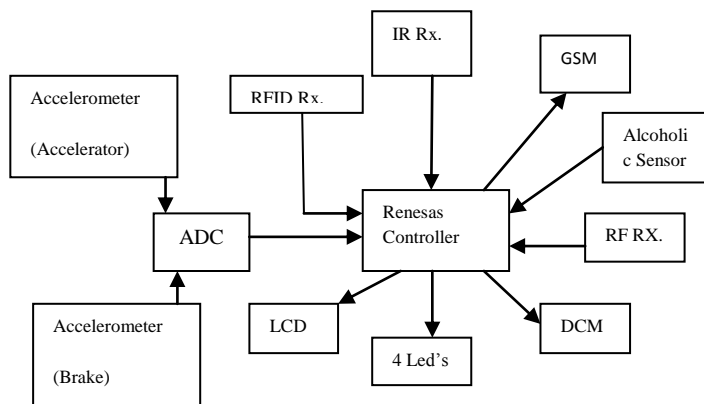 IR Rx.
GSM
Accelerometer
(Accelerator)
RFID Rx.
Alcoholi
c Sensor
Renesas
Controller
ADC
RF RX.
Accelerometer
(Brake)
LCD
4 Led's
DCM